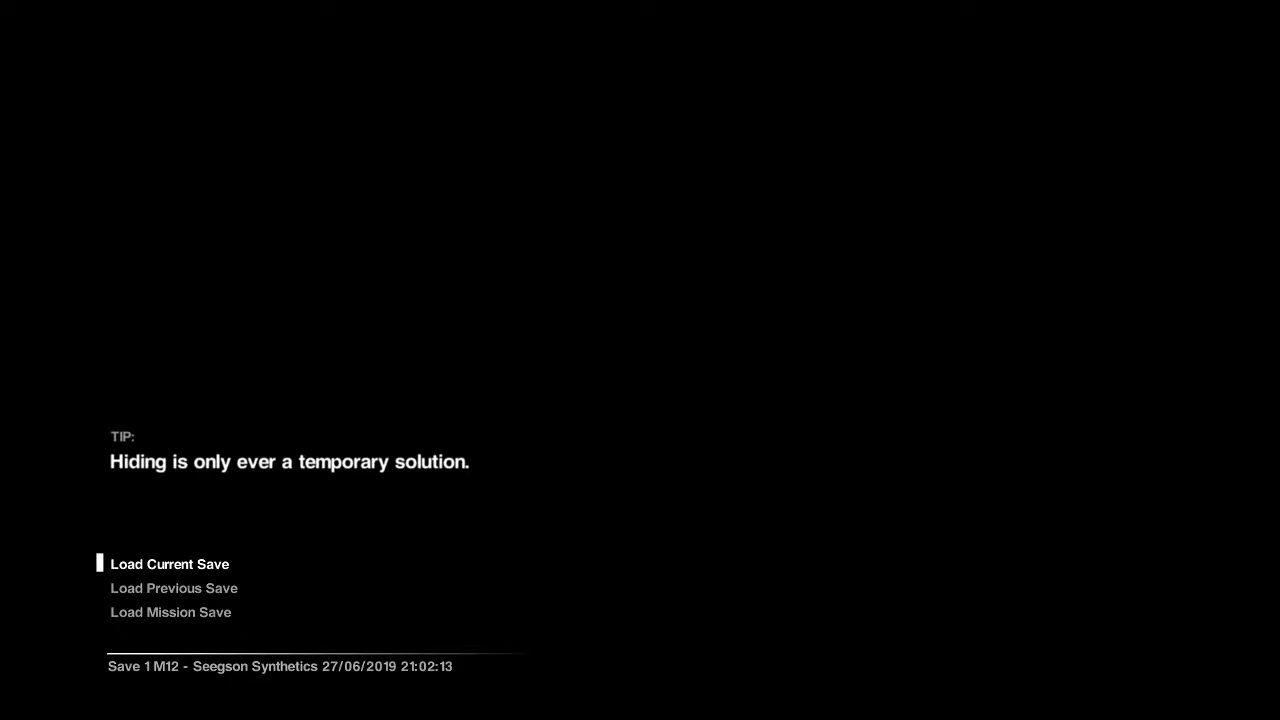 TIP:
Hiding is only ever a temporary solution.
Load Current Save
Load Previous Save
Load Mission Save
Save 1 M12 - Seegson Synthetics 27/06/2019 21:02:13